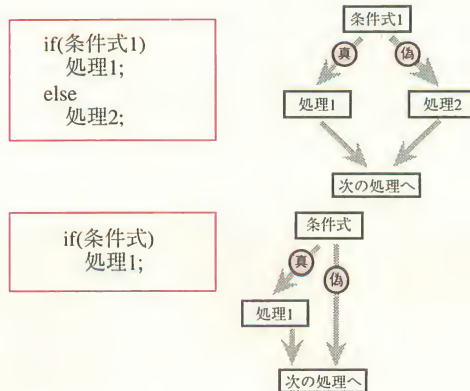 if(条件式1)
処理1;
else
処理2;
条件式1
真 偽
処理1 処理2
次の処理へ
if(条件式)
処理1;
条件式
真
偽
処理1
次の処理へ